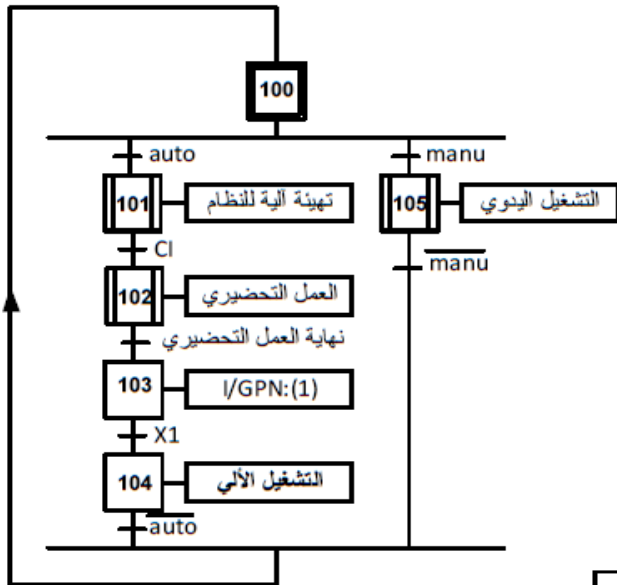 100
auto
manu
101
تهيئة آلية للنظام
105
التشغيل اليدوي
CI
manu
102
العمل التحضيري
نهاية العمل التحضيري
103
I/GPN:(1)
X1
104
التشغيل الألي
auto